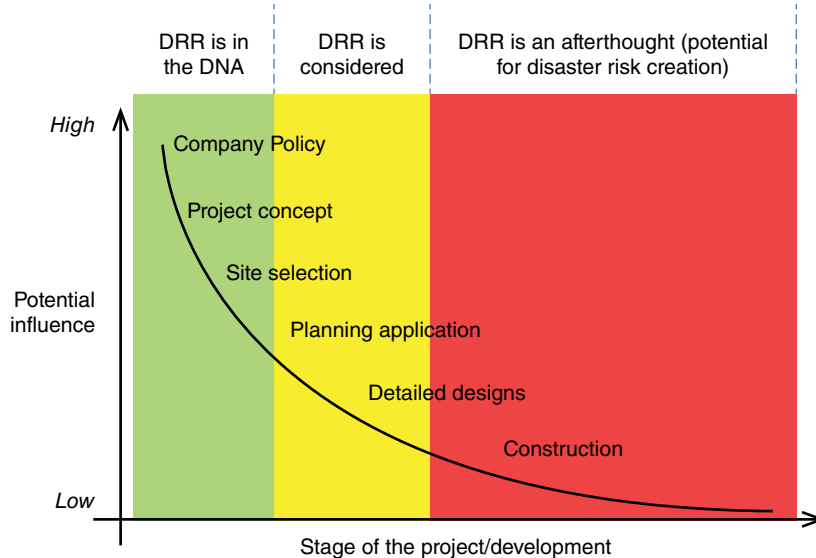 DRR is in
the DNA
DRR is
considered
DRR is an afterthought (potential
for disaster risk creation)
High
Company Policy
Project concept
Site selection
Potential
influence
Planning application
Detailed designs
Construction
Low
Stage of the project/development